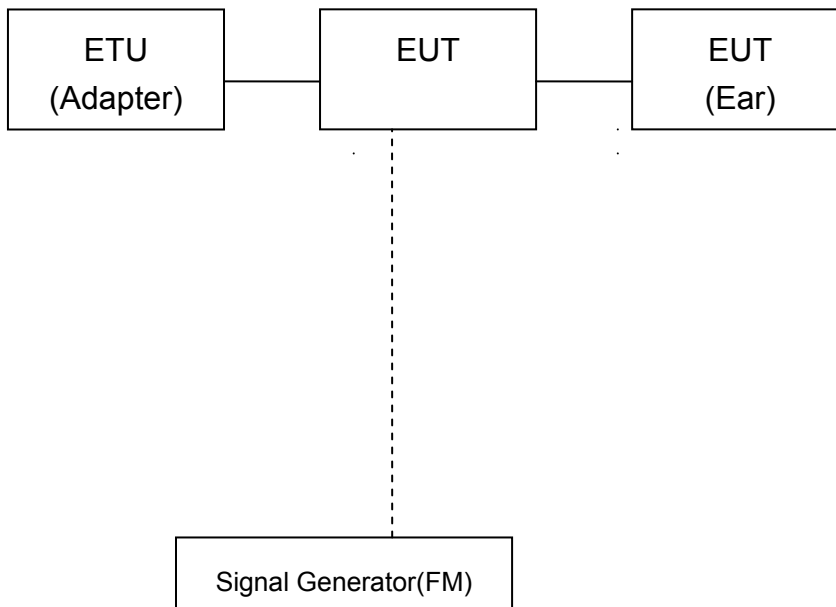 ETU
(Adapter)
EUT
EUT
(Ear)
Signal Generator(FM)